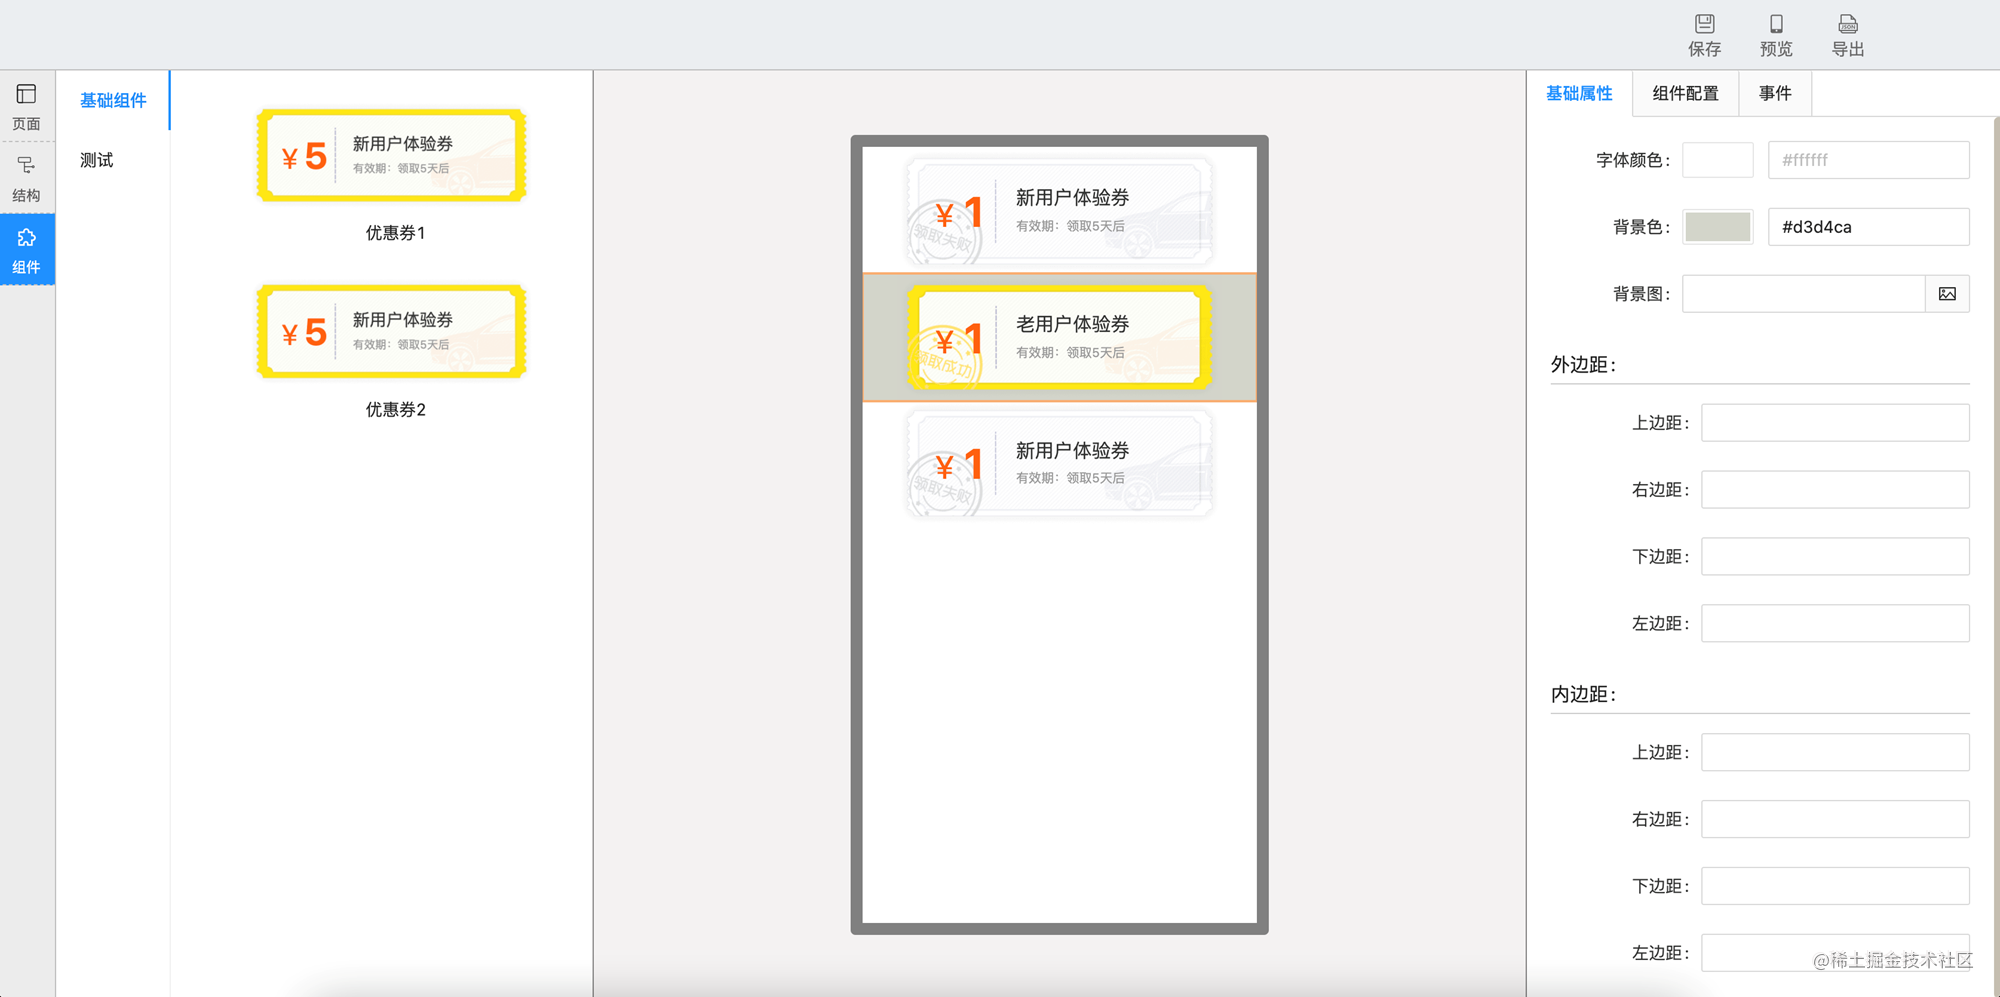 保存
预览
导出
页面
结构
组件
基础组件
测试
¥ 5
新用户体验券
有效期：领取5天后
优惠券1
¥ 5
新用户体验券
有效期：领取5天后
优惠券2
¥ 1
新用户体验券
有效期：领取5天后
领取失败
¥ 1
老用户体验券
有效期：领取5天后
领取成功
¥ 1
新用户体验券
有效期：领取5天后
领取失败
基础属性
组件配置
事件
字体颜色：
#ffffff
背景色：
#d3d4ca
背景图：
外边距：
上边距：
右边距：
下边距：
左边距：
内边距：
上边距：
右边距：
下边距：
左边距：
@稀土掘金技术社区